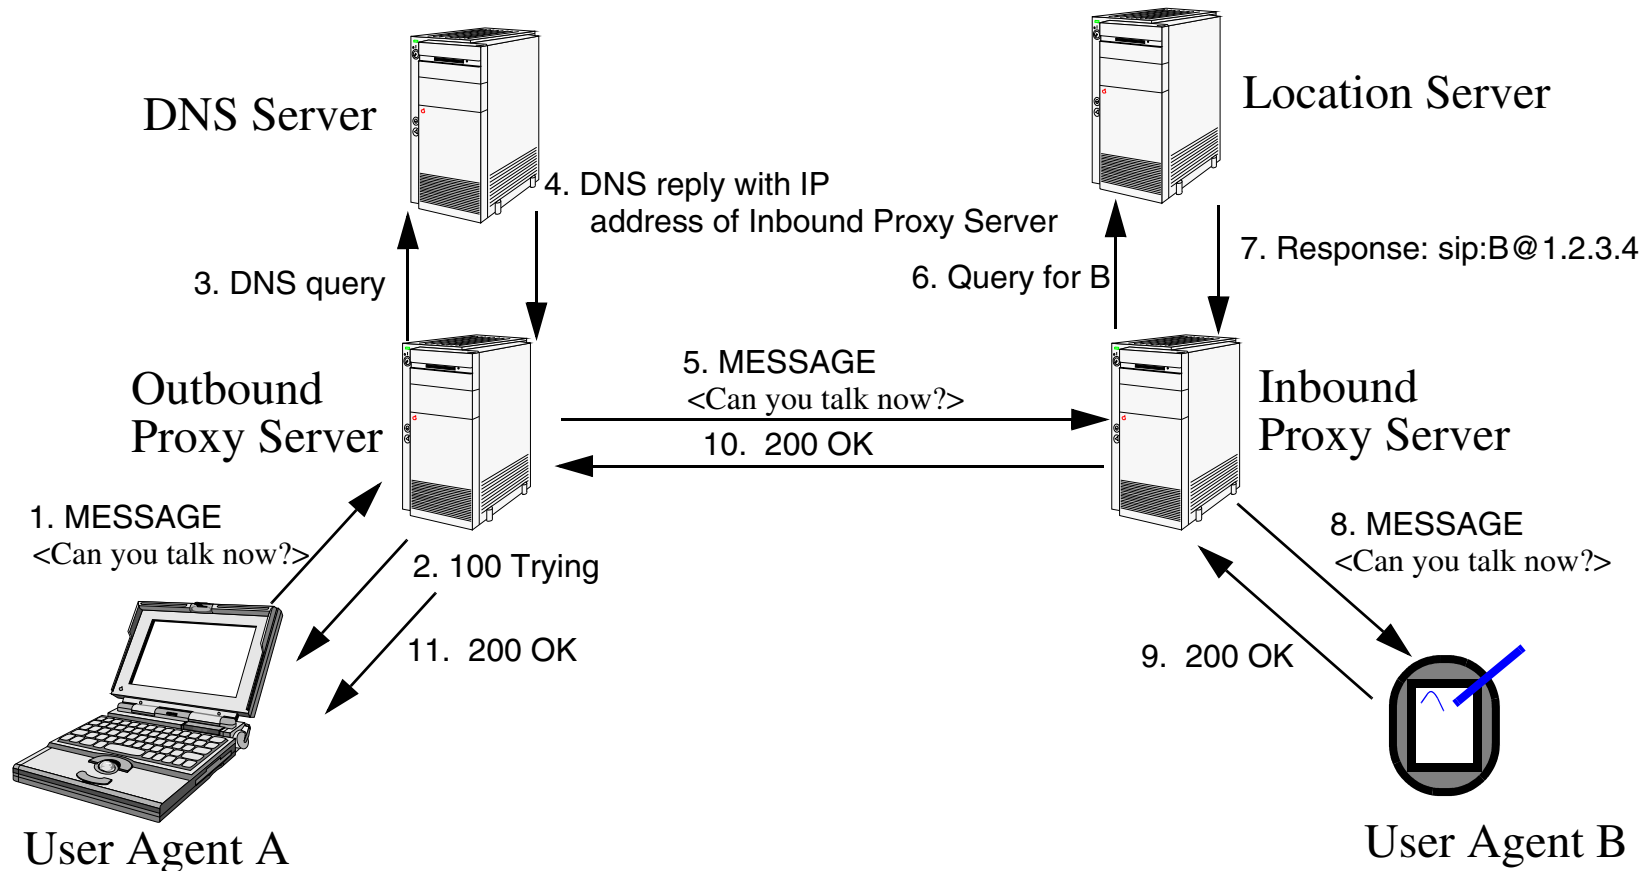 DNS Server
Location Server
4. DNS reply with IP
address of Inbound Proxy Server
7. Response: sip:B@1.2.3.4
3. DNS query
6. Query for B
5. MESSAGE
<Can you talk now?>
Outbound
Proxy Server
Inbound
Proxy Server
10. 200 OK
1. MESSAGE
<Can you talk now?>
8. MESSAGE
<Can you talk now?>
2. 100 Trying
11. 200 OK
9. 200 OK
User Agent A
User Agent B